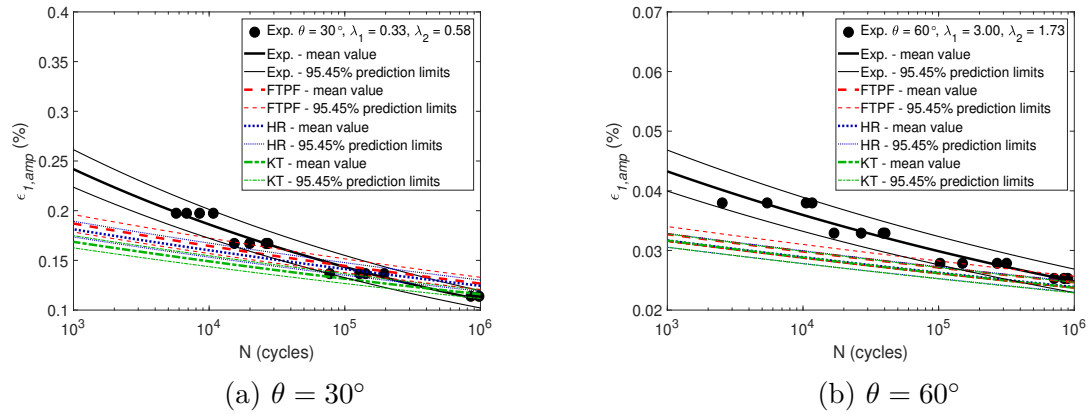 0.4
0.35
0.3
0.25
0.2
0.15
0.1
ϵ1,amp (%)
10^3
10^4
10^5
10^6
N (cycles)
Exp. θ = 30°, λ1 = 0.33, λ2 = 0.58
Exp. - mean value
Exp. - 95.45% prediction limits
FTPF - mean value
FTPF - 95.45% prediction limits
HR - mean value
HR - 95.45% prediction limits
KT - mean value
KT - 95.45% prediction limits
(a) θ = 30°
0.07
0.06
0.05
0.04
0.03
0.02
ϵ1,amp (%)
10^3
10^4
10^5
10^6
N (cycles)
Exp. θ = 60°, λ1 = 3.00, λ2 = 1.73
Exp. - mean value
Exp. - 95.45% prediction limits
FTPF - mean value
FTPF - 95.45% prediction limits
HR - mean value
HR - 95.45% prediction limits
KT - mean value
KT - 95.45% prediction limits
(b) θ = 60°